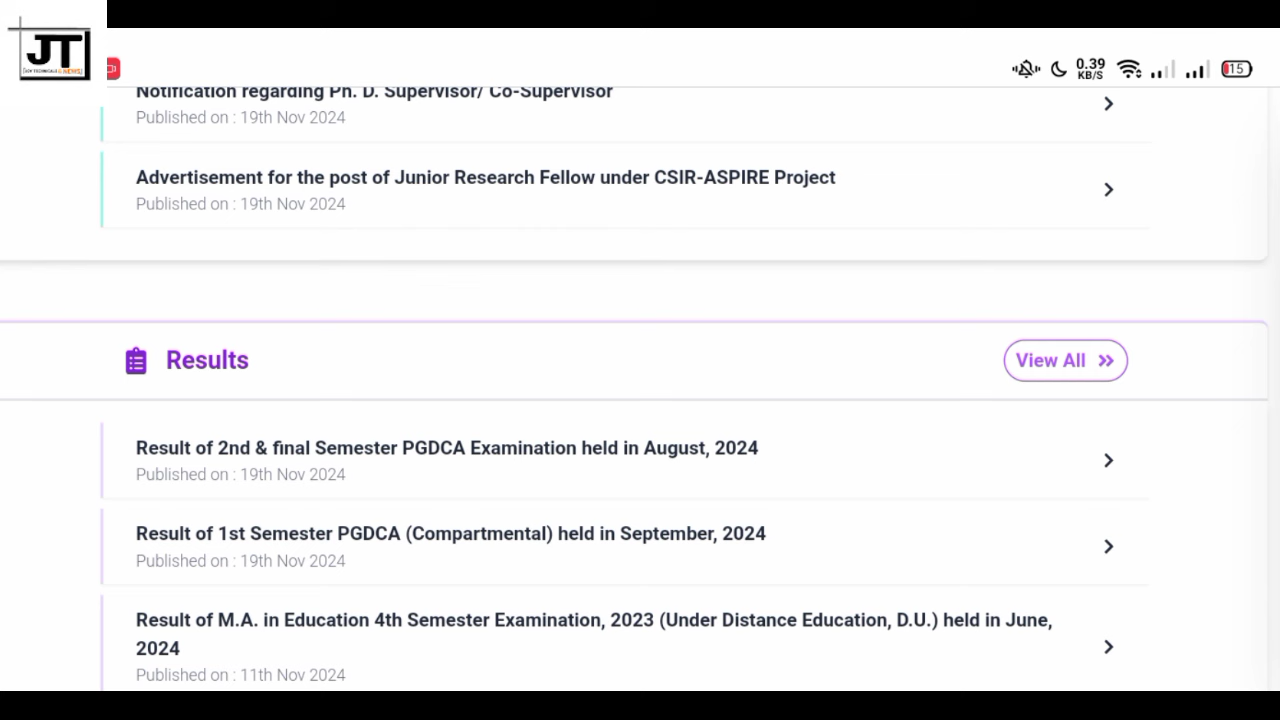 JT
0.39
KB/S
15
Notification regarding Ph. D. Supervisor/ Co-Supervisor
Published on : 19th Nov 2024
Advertisement for the post of Junior Research Fellow under CSIR-ASPIRE Project
Published on : 19th Nov 2024
Results
View All
Result of 2nd & final Semester PGDCA Examination held in August, 2024
Published on : 19th Nov 2024
Result of 1st Semester PGDCA (Compartmental) held in September, 2024
Published on : 19th Nov 2024
Result of M.A. in Education 4th Semester Examination, 2023 (Under Distance Education, D.U.) held in June,
2024
Published on : 11th Nov 2024